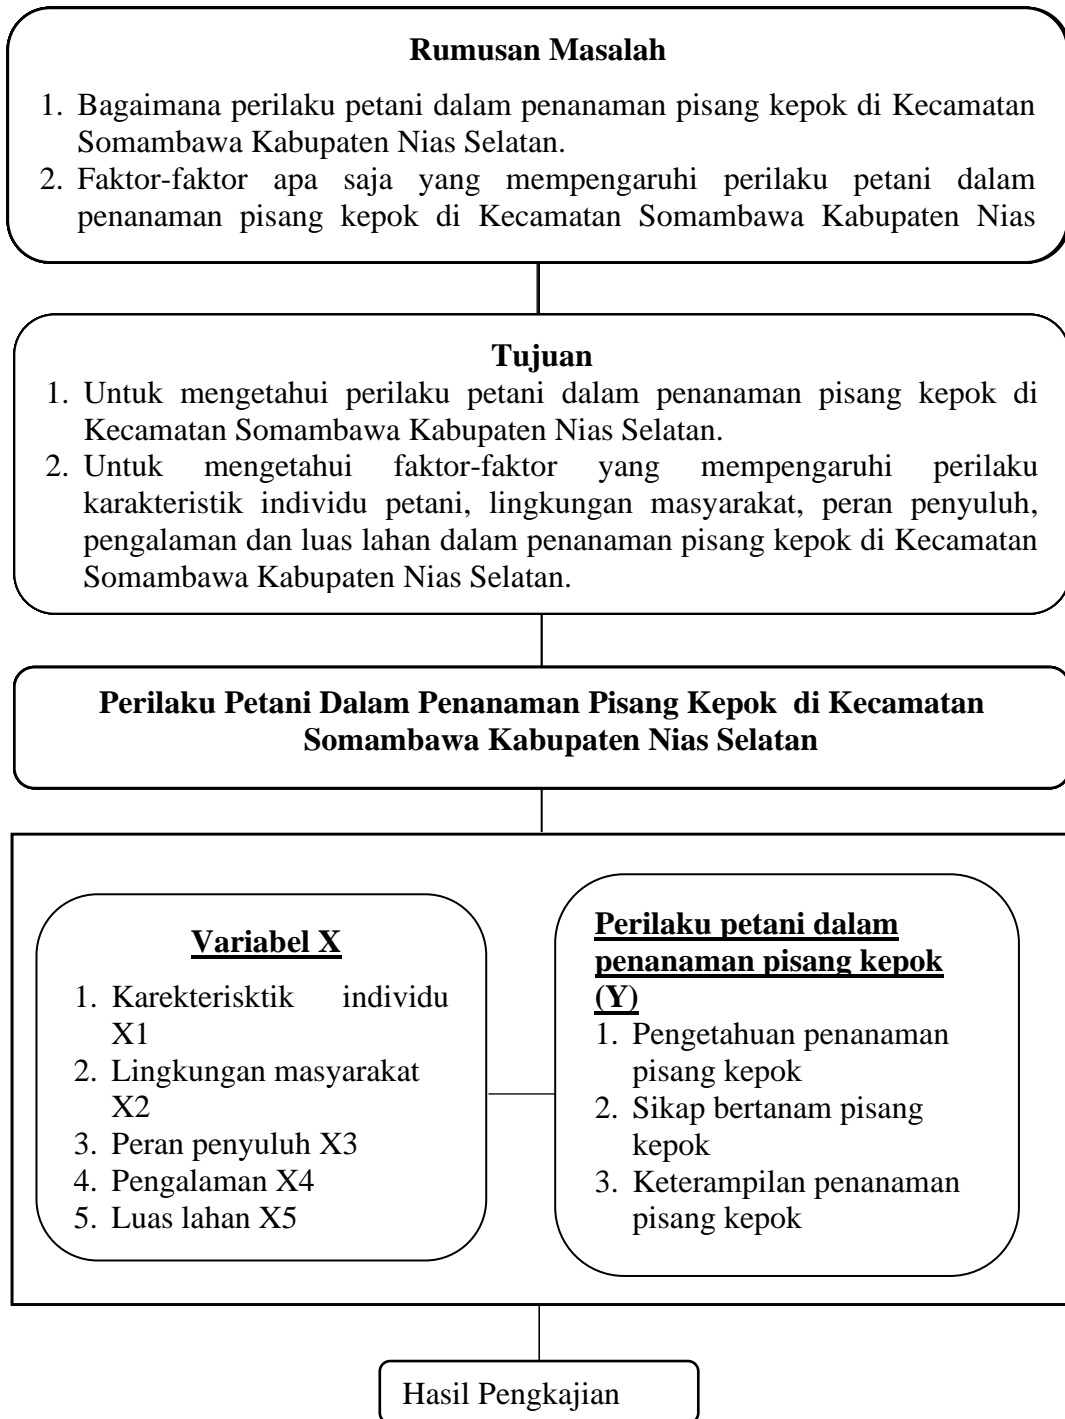 Rumusan Masalah
1. Bagaimana perilaku petani dalam penanaman pisang kepok di Kecamatan
Somambawa Kabupaten Nias Selatan.
2. Faktor-faktor apa saja yang mempengaruhi perilaku petani dalam
penanaman pisang kepok di Kecamatan Somambawa Kabupaten Nias
Tujuan
1. Untuk mengetahui perilaku petani dalam penanaman pisang kepok di
Kecamatan Somambawa Kabupaten Nias Selatan.
2. Untuk mengetahui faktor-faktor yang mempengaruhi perilaku
karakteristik individu petani, lingkungan masyarakat, peran penyuluh,
pengalaman dan luas lahan dalam penanaman pisang kepok di Kecamatan
Somambawa Kabupaten Nias Selatan.
Perilaku Petani Dalam Penanaman Pisang Kepok di Kecamatan
Somambawa Kabupaten Nias Selatan
Variabel X
1. Karekterisktik individu
X1
2. Lingkungan masyarakat
X2
3. Peran penyuluh X3
4. Pengalaman X4
5. Luas lahan X5
Perilaku petani dalam
penanaman pisang kepok
(Y)
1. Pengetahuan penanaman
pisang kepok
2. Sikap bertanam pisang
kepok
3. Keterampilan penanaman
pisang kepok
Hasil Pengkajian